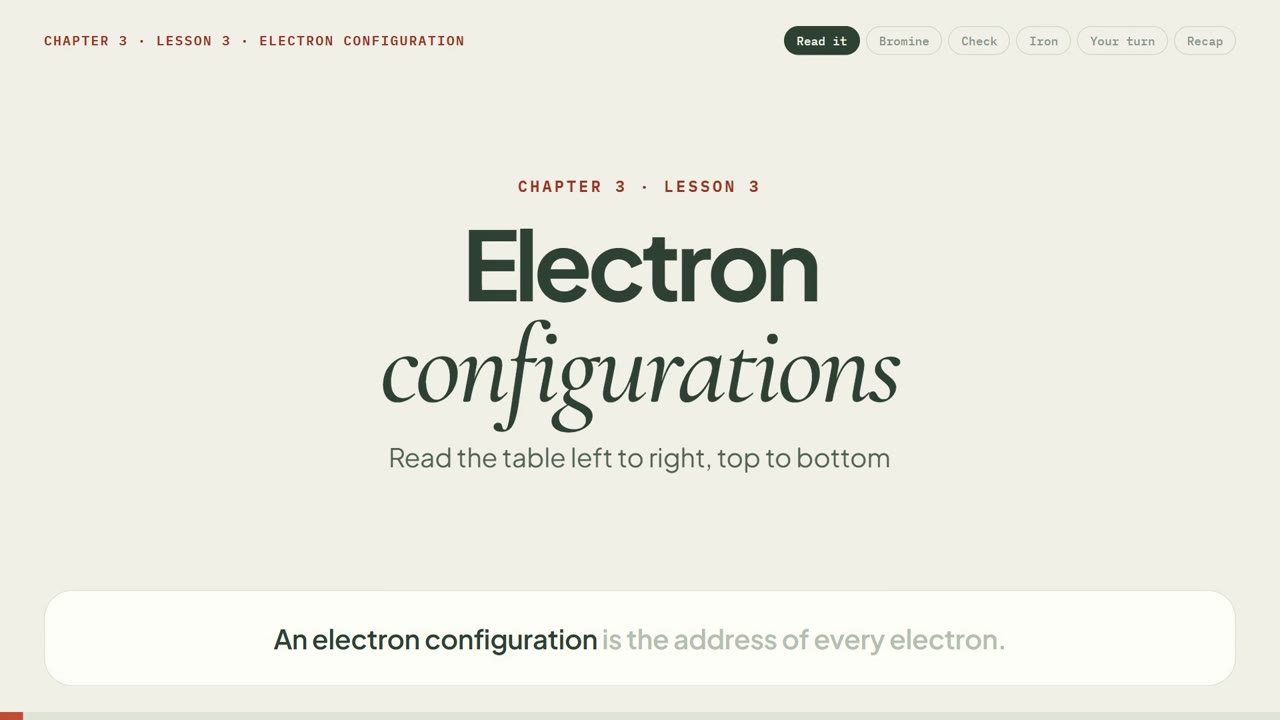 CHAPTER 3 · LESSON 3 · ELECTRON CONFIGURATION
Read it
Bromine
Check
Iron
Your turn
Recap
CHAPTER 3 · LESSON 3
Electron
configurations
Read the table left to right, top to bottom
An electron configuration is the address of every electron.